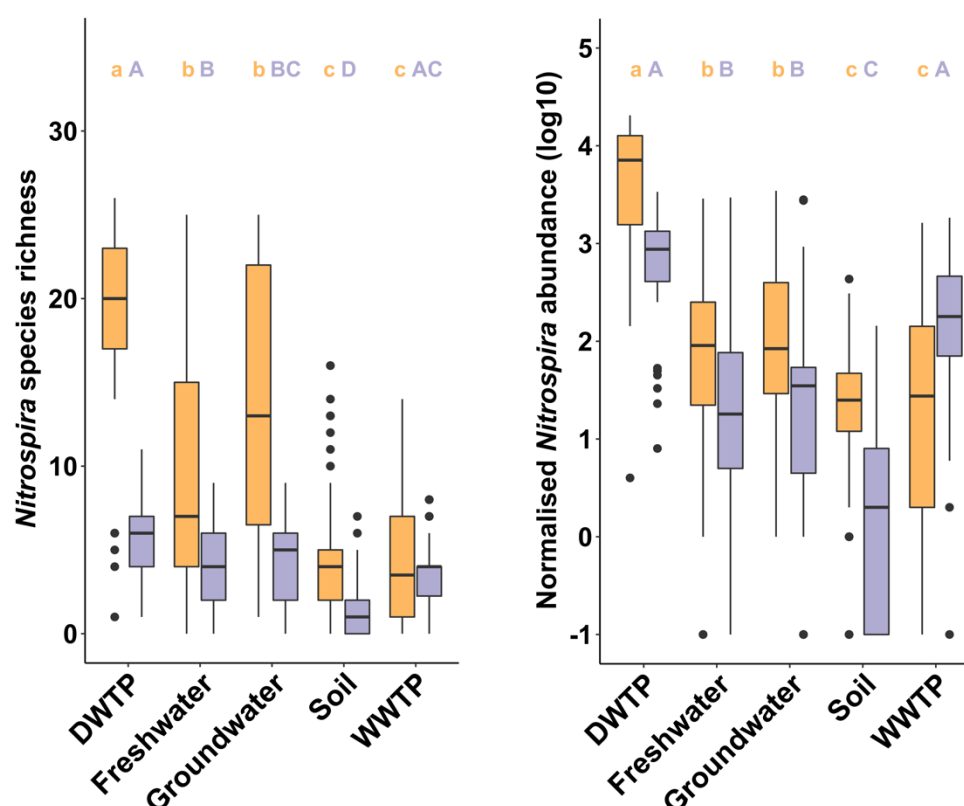 Nitrospira species richness
30
20
10
0
a A b B b BC c D c AC
DWTP
Freshwater
Groundwater
Soil
WWTP
Normalised Nitrospira abundance (log10)
5
4
3
2
1
0
-1
a A b B b B c C c A
DWTP
Freshwater
Groundwater
Soil
WWTP